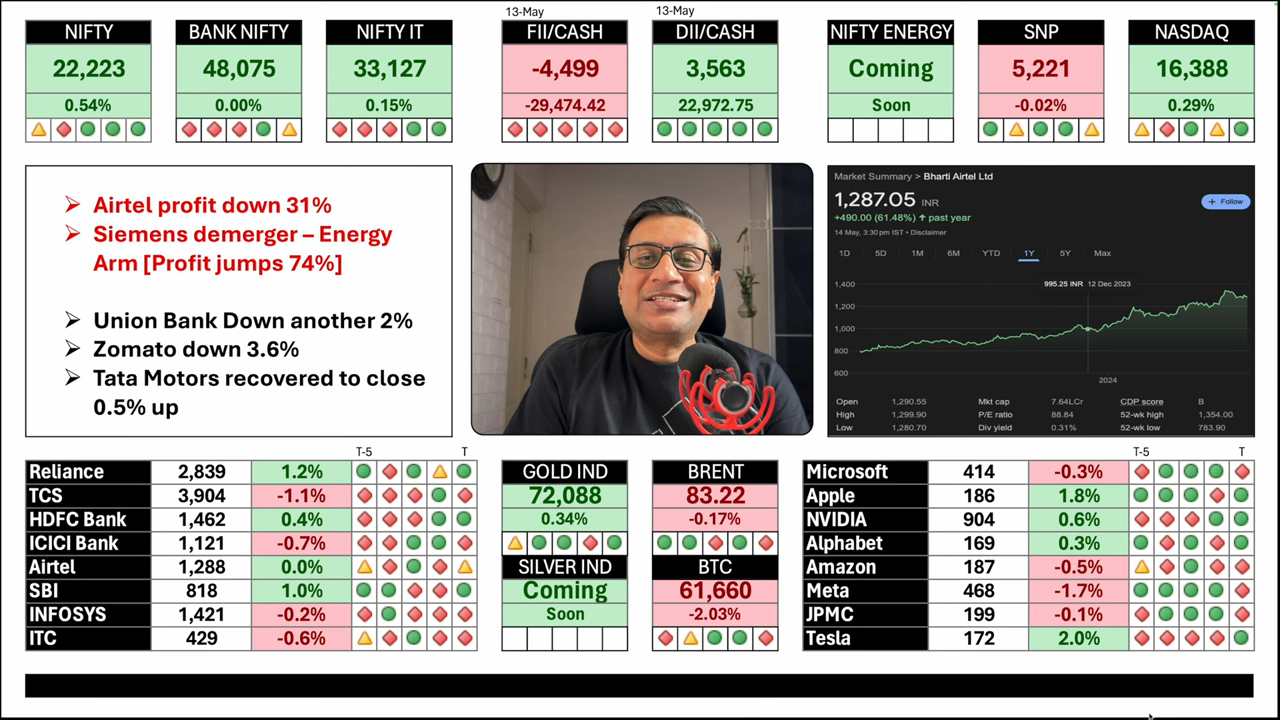 13-May
13-May
NIFTY
BANK NIFTY
NIFTY IT
FII/CASH
DII/CASH
NIFTY ENERGY
SNP
NASDAQ
22,223
48,075
33,127
-4,499
3,563
Coming
5,221
16,388
0.54%
0.00%
0.15%
-29,474.42
22,972.75
Soon
-0.02%
0.29%
Airtel profit down 31%
Siemens demerger – Energy
Arm [Profit jumps 74%]
Union Bank Down another 2%
Zomato down 3.6%
Tata Motors recovered to close
0.5% up
Market Summary > Bharti Airtel Ltd
1,287.05 INR
+ Follow
+490.00 (61.48%) ↑ past year
14 May, 3:30 pm IST • Disclaimer
1D 5D 1M 6M YTD 1Y 5Y Max
995.25 INR 12 Dec 2023
1,400
1,200
1,000
800
600
2024
Open 1,290.55 Mkt cap 7.64LCr CDP score B
High 1,299.90 P/E ratio 88.84 52-wk high 1,354.00
Low 1,280.70 Div yield 0.31% 52-wk low 783.90
T-5 T
Reliance 2,839 1.2%
TCS 3,904 -1.1%
HDFC Bank 1,462 0.4%
ICICI Bank 1,121 -0.7%
Airtel 1,288 0.0%
SBI 818 1.0%
INFOSYS 1,421 -0.2%
ITC 429 -0.6%
GOLD IND
72,088
0.34%
SILVER IND
Coming
Soon
BRENT
83.22
-0.17%
BTC
61,660
-2.03%
T-5 T
Microsoft 414 -0.3%
Apple 186 1.8%
NVIDIA 904 0.6%
Alphabet 169 0.3%
Amazon 187 -0.5%
Meta 468 -1.7%
JPMC 199 -0.1%
Tesla 172 2.0%